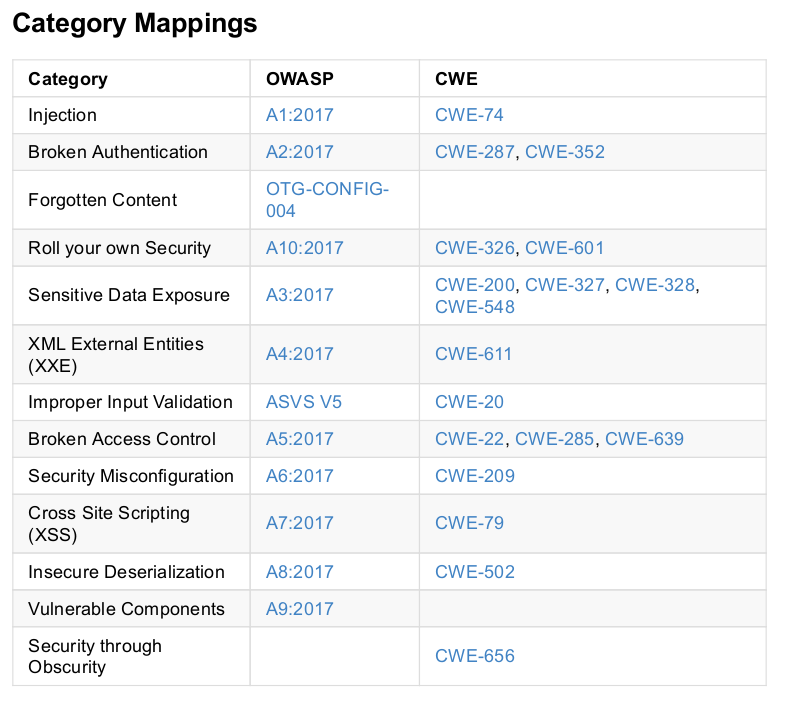 Category Mappings
Category OWASP CWE
Injection A1:2017 CWE-74
Broken Authentication A2:2017 CWE-287, CWE-352
Forgotten Content OTG-CONFIG-
004
Roll your own Security A10:2017 CWE-326, CWE-601
Sensitive Data Exposure A3:2017 CWE-200, CWE-327, CWE-328,
CWE-548
XML External Entities
(XXE) A4:2017 CWE-611
Improper Input Validation ASVS V5 CWE-20
Broken Access Control A5:2017 CWE-22, CWE-285, CWE-639
Security Misconfiguration A6:2017 CWE-209
Cross Site Scripting
(XSS) A7:2017 CWE-79
Insecure Deserialization A8:2017 CWE-502
Vulnerable Components A9:2017
Security through
Obscurity CWE-656